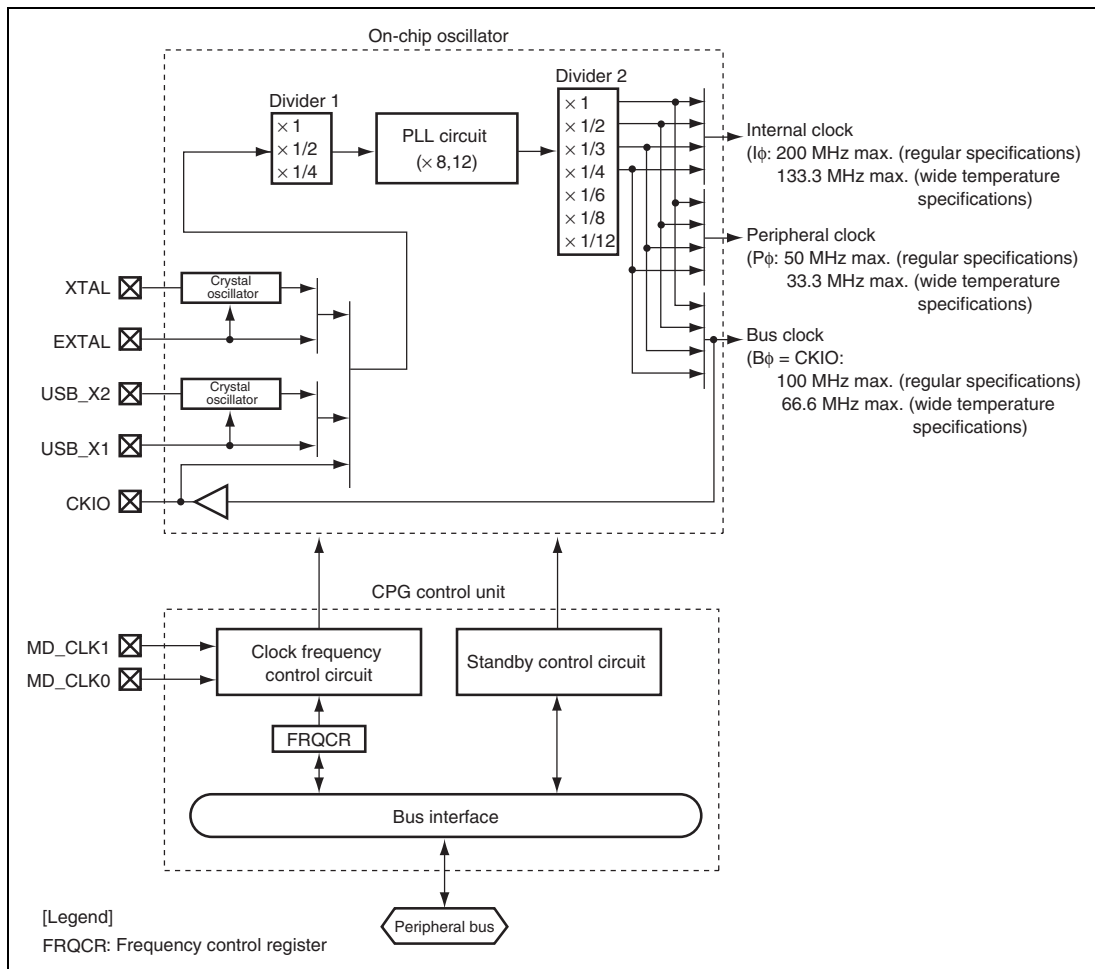 On-chip oscillator
Divider 1
× 1
× 1/2
× 1/4
PLL circuit
(× 8,12)
Divider 2
× 1
× 1/2
× 1/3
× 1/4
× 1/6
× 1/8
× 1/12
Internal clock
(Iφ: 200 MHz max. (regular specifications)
133.3 MHz max. (wide temperature
specifications)
Peripheral clock
(Pφ: 50 MHz max. (regular specifications)
33.3 MHz max. (wide temperature
specifications)
Bus clock
(Bφ = CKIO:
100 MHz max. (regular specifications)
66.6 MHz max. (wide temperature
specifications)
XTAL
Crystal
oscillator
EXTAL
USB_X2
Crystal
oscillator
USB_X1
CKIO
CPG control unit
MD_CLK1
MD_CLK0
Clock frequency
control circuit
Standby control circuit
FRQCR
Bus interface
Peripheral bus
[Legend]
FRQCR: Frequency control register